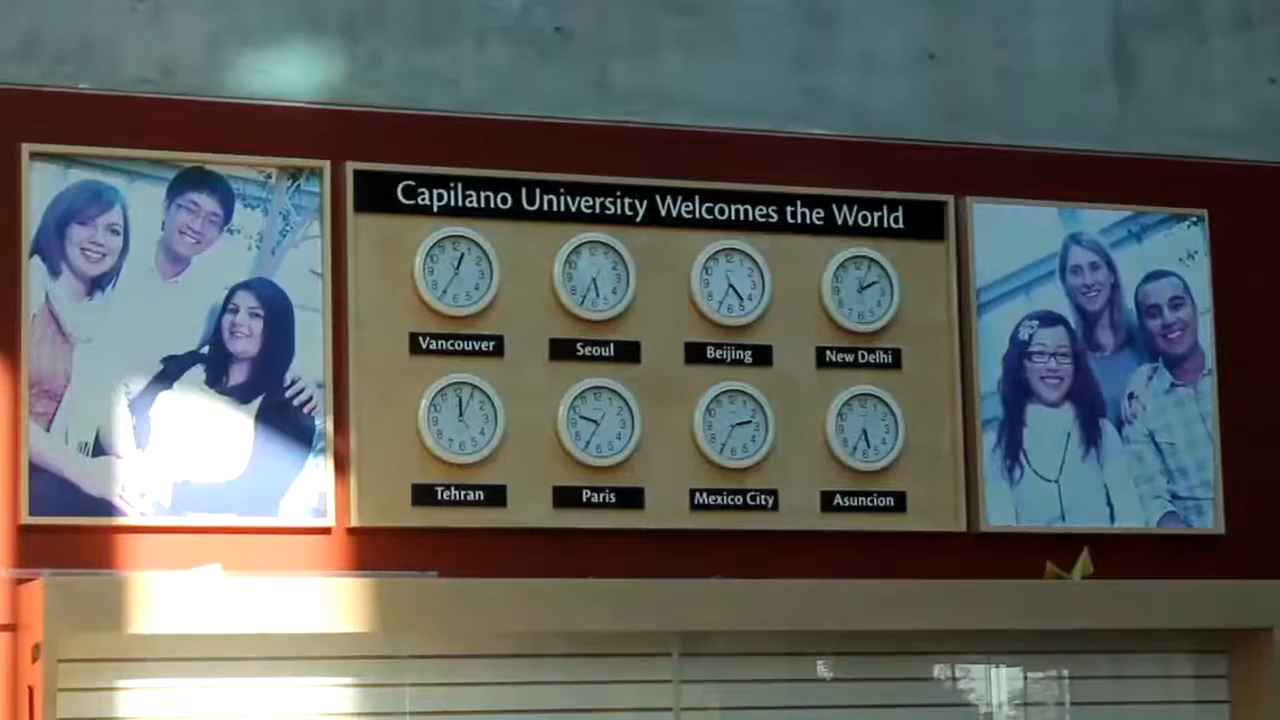 Capilano University Welcomes the World
Vancouver
Seoul
Beijing
New Delhi
Tehran
Paris
Mexico City
Asuncion